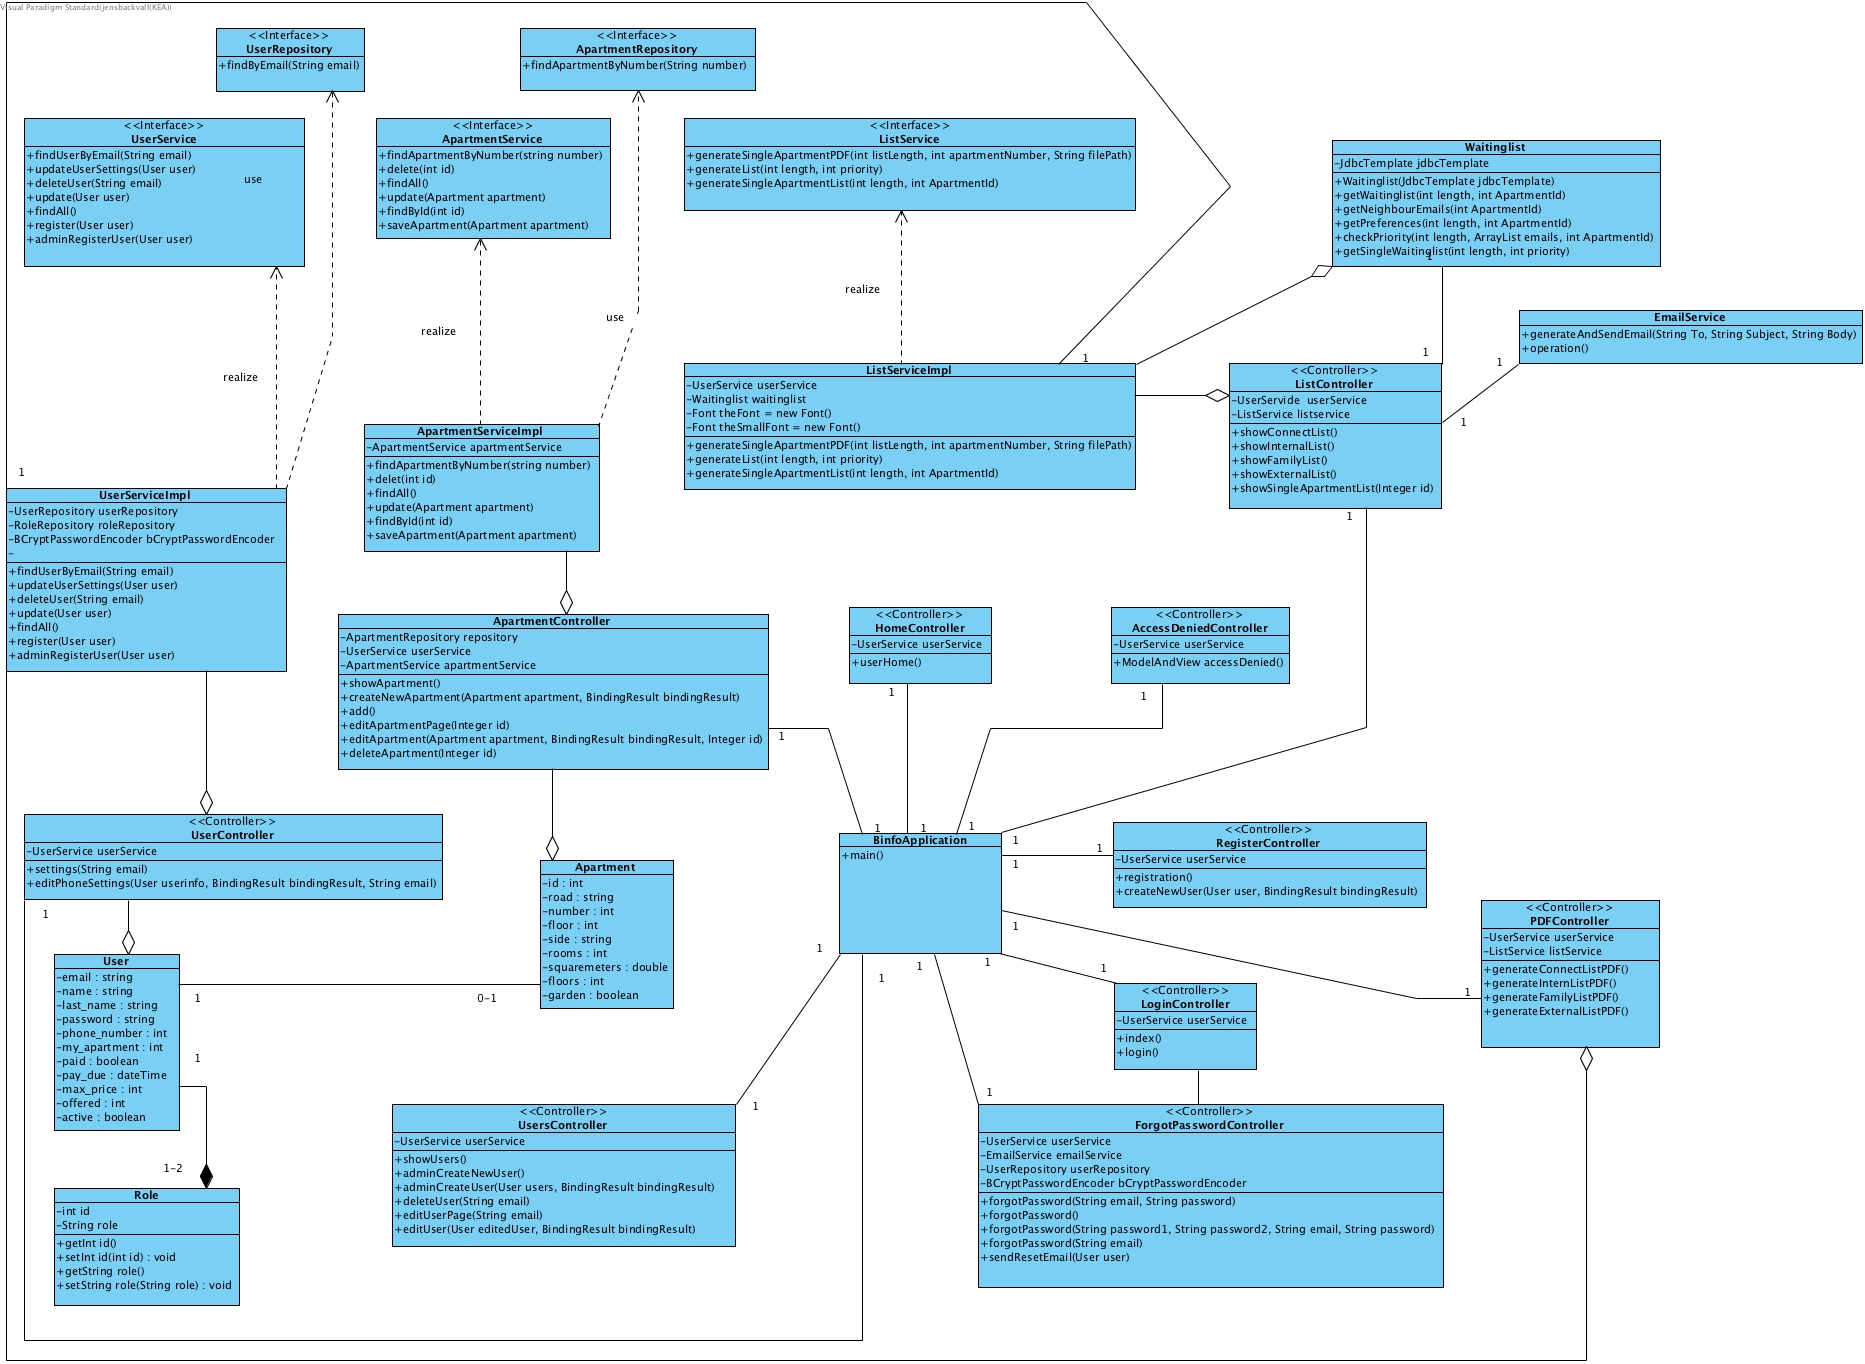 Visual Paradigm Standard(jensbackvall(KEA))
<<Interface>>
UserRepository
+findByEmail(String email)
<<Interface>>
ApartmentRepository
+findApartmentByNumber(String number)
<<Interface>>
UserService
+findUserByEmail(String email)
+updateUserSettings(User user)
+deleteUser(String email)
+update(User user)
+findAll()
+register(User user)
+adminRegisterUser(User user)
use
<<Interface>>
ApartmentService
+findApartmentByNumber(string number)
+delete(int id)
+findAll()
+update(Apartment apartment)
+findById(int id)
+saveApartment(Apartment apartment)
<<Interface>>
ListService
+generateSingleApartmentPDF(int listLength, int apartmentNumber, String filePath)
+generateList(int length, int priority)
+generateSingleApartmentList(int length, int ApartmentId)
Waitinglist
-JdbcTemplate jdbcTemplate
+Waitinglist(JdbcTemplate jdbcTemplate)
+getWaitinglist(int length, int ApartmentId)
+getNeighbourEmails(int ApartmentId)
+getPreferences(int length, int ApartmentId)
+checkPriority(int length, ArrayList emails, int ApartmentId)
+getSingleWaitinglist(int length, int priority)
1
realize
realize
use
realize
EmailService
+generateAndSendEmail(String To, String Subject, String Body)
+operation()
1
1
1
1
1
ListServiceImpl
-UserService userService
-Waitinglist waitinglist
-Font theFont = new Font()
-Font theSmallFont = new Font()
+generateSingleApartmentPDF(int listLength, int apartmentNumber, String filePath)
+generateList(int length, int priority)
+generateSingleApartmentList(int length, int ApartmentId)
<<Controller>>
ListController
-UserServide  userService
-ListService listservice
+showConnectList()
+showInternalList()
+showFamilyList()
+showExternalList()
+showSingleApartmentList(Integer id)
1
ApartmentServiceImpl
-ApartmentService apartmentService
+findApartmentByNumber(string number)
+delet(int id)
+findAll()
+update(Apartment apartment)
+findById(int id)
+saveApartment(Apartment apartment)
UserServiceImpl
-UserRepository userRepository
-RoleRepository roleRepository
-BCryptPasswordEncoder bCryptPasswordEncoder
-
+findUserByEmail(String email)
+updateUserSettings(User user)
+deleteUser(String email)
+update(User user)
+findAll()
+register(User user)
+adminRegisterUser(User user)
ApartmentController
-ApartmentRepository repository
-UserService userService
-ApartmentService apartmentService
+showApartment()
+createNewApartment(Apartment apartment, BindingResult bindingResult)
+add()
+editApartmentPage(Integer id)
+editApartment(Apartment apartment, BindingResult bindingResult, Integer id)
+deleteApartment(Integer id)
1
<<Controller>>
HomeController
-UserService userService
+userHome()
1
<<Controller>>
AccessDeniedController
-UserService userService
+ModelAndView accessDenied()
1
<<Controller>>
UserController
-UserService userService
+settings(String email)
+editPhoneSettings(User userinfo, BindingResult bindingResult, String email)
1
1
1
1
1
BinfoApplication
+main()
1
1
1
1
1
1
1
<<Controller>>
RegisterController
-UserService userService
+registration()
+createNewUser(User user, BindingResult bindingResult)
1
Apartment
-id : int
-road : string
-number : int
-floor : int
-side : string
-rooms : int
-squaremeters : double
-floors : int
-garden : boolean
<<Controller>>
PDFController
-UserService userService
-ListService listService
+generateConnectListPDF()
+generateInternListPDF()
+generateFamilyListPDF()
+generateExternalListPDF()
1
User
-email : string
-name : string
-last_name : string
-password : string
-phone_number : int
-my_apartment : int
-paid : boolean
-pay_due : dateTime
-max_price : int
-offered : int
-active : boolean
1
0-1
1
1-2
1
<<Controller>>
LoginController
-UserService userService
+index()
+login()
Role
-int id
-String role
+getInt id()
+setInt id(int id) : void
+getString role()
+setString role(String role) : void
<<Controller>>
UsersController
-UserService userService
+showUsers()
+adminCreateNewUser()
+adminCreateUser(User users, BindingResult bindingResult)
+deleteUser(String email)
+editUserPage(String email)
+editUser(User editedUser, BindingResult bindingResult)
1
1
<<Controller>>
ForgotPasswordController
-UserService userService
-EmailService emailService
-UserRepository userRepository
-BCryptPasswordEncoder bCryptPasswordEncoder
+forgotPassword(String email, String password)
+forgotPassword()
+forgotPassword(String password1, String password2, String email, String password)
+forgotPassword(String email)
+sendResetEmail(User user)